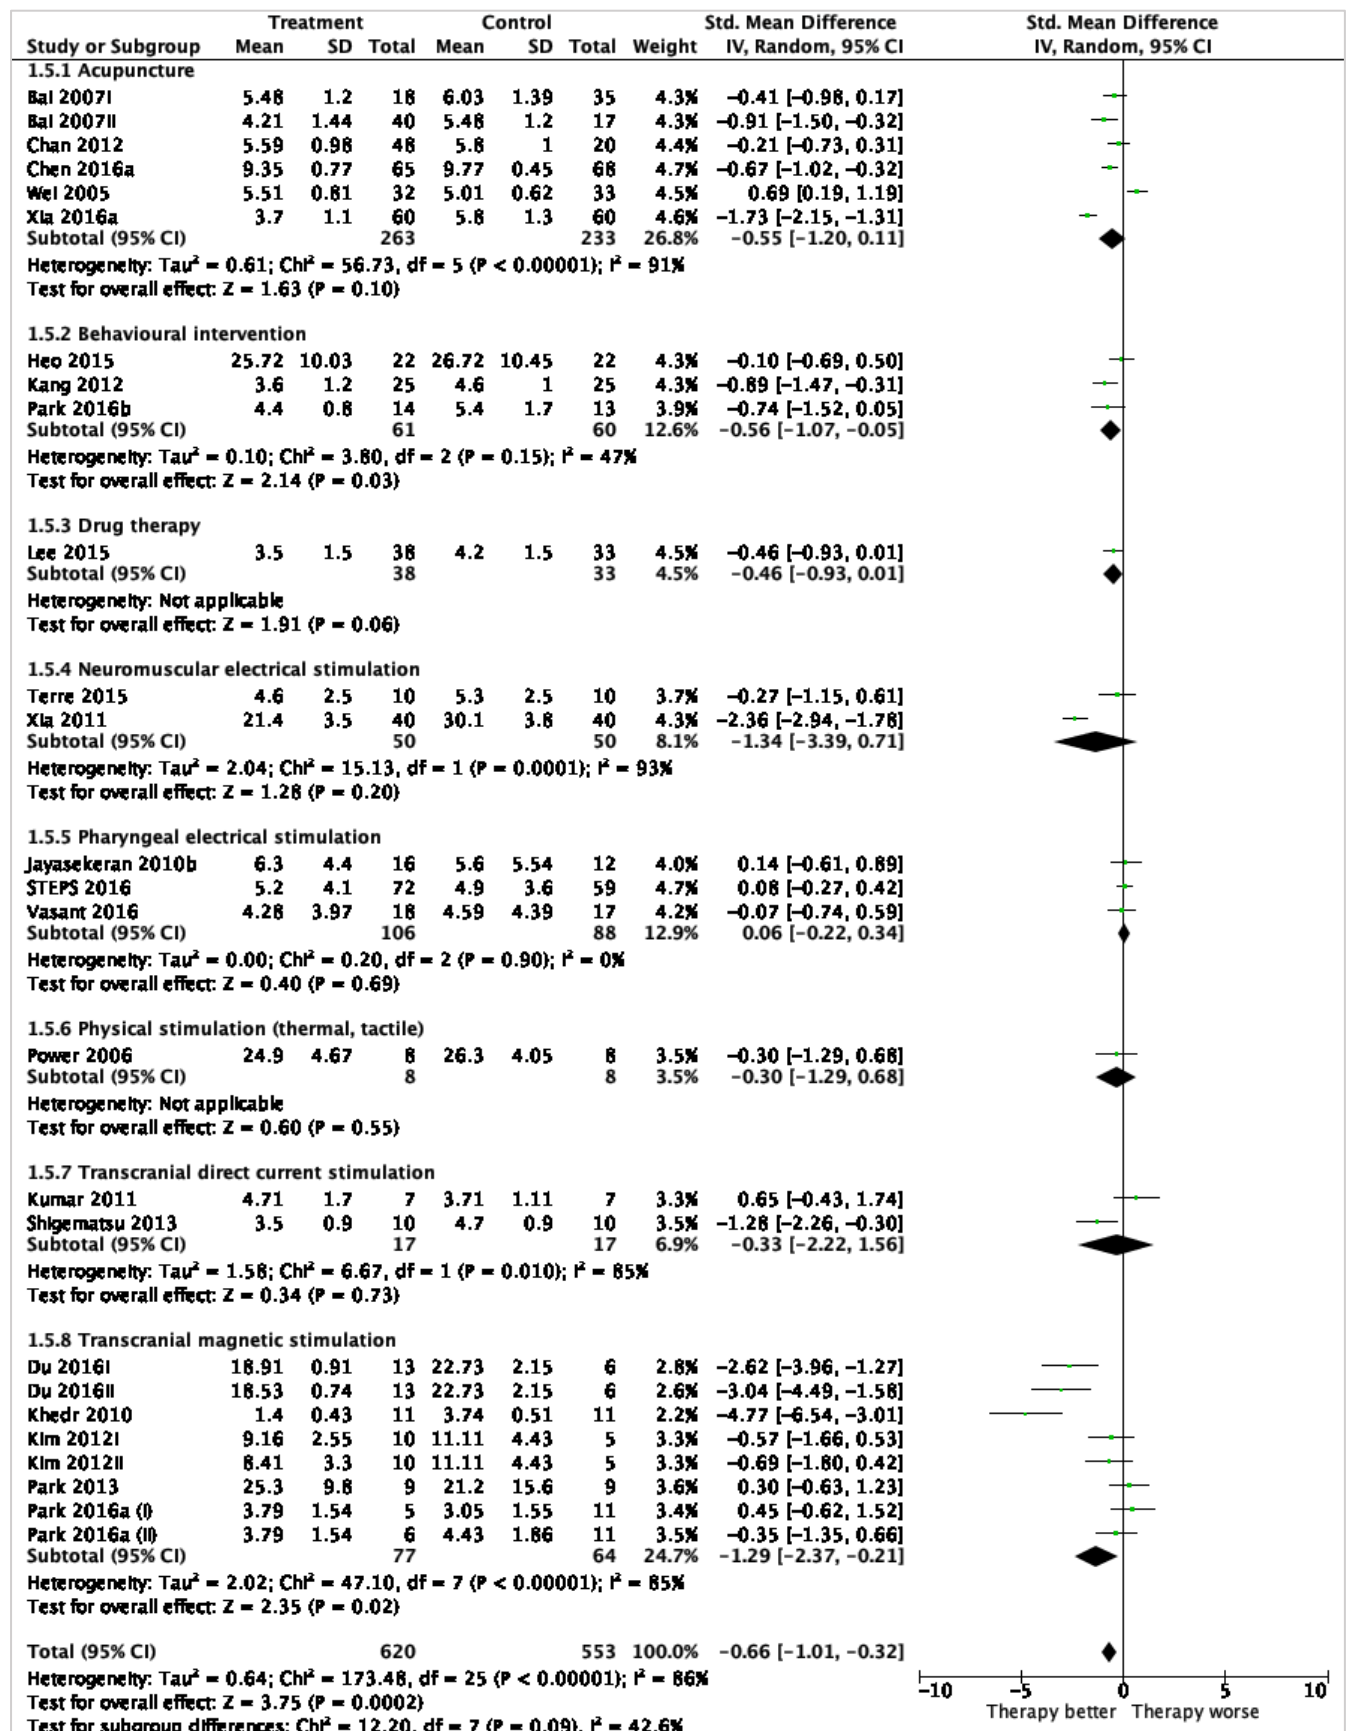 Treatment Control Std. Mean Difference Std. Mean Difference
Study or Subgroup Mean SD Total Mean SD Total Weight IV, Random, 95% CI IV, Random, 95% CI
1.5.1 Acupuncture
Bai 2007I 5.48 1.2 18 6.03 1.39 35 4.3% −0.41 [−0.98, 0.17]
Bai 2007II 4.21 1.44 40 5.48 1.2 17 4.3% −0.91 [−1.50, −0.32]
Chan 2012 5.59 0.98 48 5.8 1 20 4.4% −0.21 [−0.73, 0.31]
Chen 2016a 9.35 0.77 65 9.77 0.45 68 4.7% −0.67 [−1.02, −0.32]
Wei 2005 5.51 0.81 32 5.01 0.62 33 4.5% 0.69 [0.19, 1.19]
Xia 2016a 3.7 1.1 60 5.8 1.3 60 4.6% −1.73 [−2.15, −1.31]
Subtotal (95% CI) 263 233 26.8% −0.55 [−1.20, 0.11]
Heterogeneity: Tau² = 0.61; Chi² = 56.73, df = 5 (P < 0.00001); I² = 91%
Test for overall effect: Z = 1.63 (P = 0.10)
1.5.2 Behavioural intervention
Heo 2015 25.72 10.03 22 26.72 10.45 22 4.3% −0.10 [−0.69, 0.50]
Kang 2012 3.6 1.2 25 4.6 1 25 4.3% −0.89 [−1.47, −0.31]
Park 2016b 4.4 0.8 14 5.4 1.7 13 3.9% −0.74 [−1.52, 0.05]
Subtotal (95% CI) 61 60 12.6% −0.56 [−1.07, −0.05]
Heterogeneity: Tau² = 0.10; Chi² = 3.80, df = 2 (P = 0.15); I² = 47%
Test for overall effect: Z = 2.14 (P = 0.03)
1.5.3 Drug therapy
Lee 2015 3.5 1.5 38 4.2 1.5 33 4.5% −0.46 [−0.93, 0.01]
Subtotal (95% CI) 38 33 4.5% −0.46 [−0.93, 0.01]
Heterogeneity: Not applicable
Test for overall effect: Z = 1.91 (P = 0.06)
1.5.4 Neuromuscular electrical stimulation
Terre 2015 4.6 2.5 10 5.3 2.5 10 3.7% −0.27 [−1.15, 0.61]
Xia 2011 21.4 3.5 40 30.1 3.8 40 4.3% −2.36 [−2.94, −1.78]
Subtotal (95% CI) 50 50 8.1% −1.34 [−3.39, 0.71]
Heterogeneity: Tau² = 2.04; Chi² = 15.13, df = 1 (P = 0.0001); I² = 93%
Test for overall effect: Z = 1.28 (P = 0.20)
1.5.5 Pharyngeal electrical stimulation
Jayasekeran 2010b 6.3 4.4 16 5.6 5.54 12 4.0% 0.14 [−0.61, 0.89]
STEPS 2016 5.2 4.1 72 4.9 3.6 59 4.7% 0.08 [−0.27, 0.42]
Vasant 2016 4.28 3.97 18 4.59 4.39 17 4.2% −0.07 [−0.74, 0.59]
Subtotal (95% CI) 106 88 12.9% 0.06 [−0.22, 0.34]
Heterogeneity: Tau² = 0.00; Chi² = 0.20, df = 2 (P = 0.90); I² = 0%
Test for overall effect: Z = 0.40 (P = 0.69)
1.5.6 Physical stimulation (thermal, tactile)
Power 2006 24.9 4.67 8 26.3 4.05 8 3.5% −0.30 [−1.29, 0.68]
Subtotal (95% CI) 8 8 3.5% −0.30 [−1.29, 0.68]
Heterogeneity: Not applicable
Test for overall effect: Z = 0.60 (P = 0.55)
1.5.7 Transcranial direct current stimulation
Kumar 2011 4.71 1.7 7 3.71 1.11 7 3.3% 0.65 [−0.43, 1.74]
Shigematsu 2013 3.5 0.9 10 4.7 0.9 10 3.5% −1.28 [−2.26, −0.30]
Subtotal (95% CI) 17 17 6.9% −0.33 [−2.22, 1.56]
Heterogeneity: Tau² = 1.58; Chi² = 6.67, df = 1 (P = 0.010); I² = 85%
Test for overall effect: Z = 0.34 (P = 0.73)
1.5.8 Transcranial magnetic stimulation
Du 2016I 18.91 0.91 13 22.73 2.15 6 2.8% −2.62 [−3.96, −1.27]
Du 2016II 18.53 0.74 13 22.73 2.15 6 2.6% −3.04 [−4.49, −1.58]
Khedr 2010 1.4 0.43 11 3.74 0.51 11 2.2% −4.77 [−6.54, −3.01]
Kim 2012I 9.16 2.55 10 11.11 4.43 5 3.3% −0.57 [−1.66, 0.53]
Kim 2012II 8.41 3.3 10 11.11 4.43 5 3.3% −0.69 [−1.80, 0.42]
Park 2013 25.3 9.8 9 21.2 15.6 9 3.6% 0.30 [−0.63, 1.23]
Park 2016a (I) 3.79 1.54 5 3.05 1.55 11 3.4% 0.45 [−0.62, 1.52]
Park 2016a (II) 3.79 1.54 6 4.43 1.86 11 3.5% −0.35 [−1.35, 0.66]
Subtotal (95% CI) 77 64 24.7% −1.29 [−2.37, −0.21]
Heterogeneity: Tau² = 2.02; Chi² = 47.10, df = 7 (P < 0.00001); I² = 85%
Test for overall effect: Z = 2.35 (P = 0.02)
Total (95% CI) 620 553 100.0% −0.66 [−1.01, −0.32]
Heterogeneity: Tau² = 0.64; Chi² = 173.48, df = 25 (P < 0.00001); I² = 86%
−10 −5 0 5 10
Test for overall effect: Z = 3.75 (P = 0.0002)
Therapy better Therapy worse
Test for subgroup differences: Chi² = 12.20, df = 7 (P = 0.09), I² = 42.6%